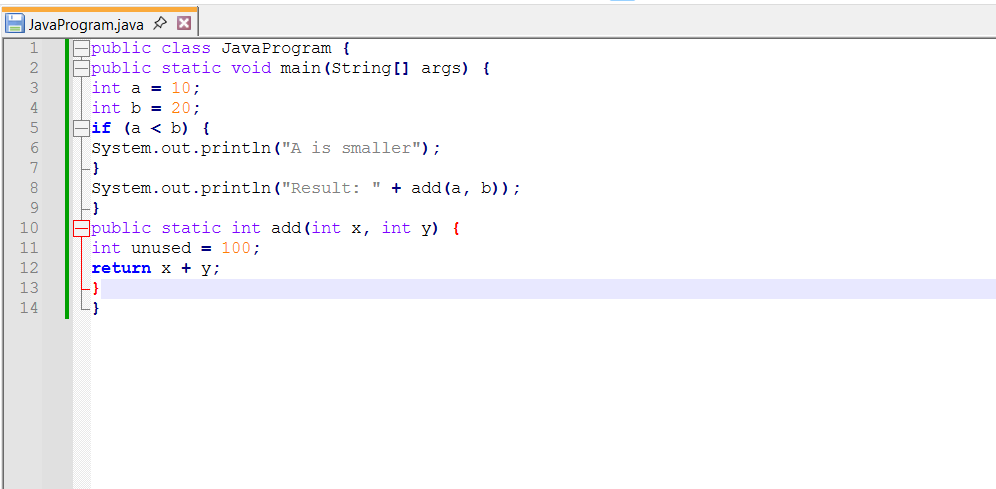 JavaProgram.java
1 public class JavaProgram {
2 public static void main(String[] args) {
3 int a = 10;
4 int b = 20;
5 if (a < b) {
6 System.out.println("A is smaller");
7 }
8 System.out.println("Result: " + add(a, b));
9 }
10 public static int add(int x, int y) {
11 int unused = 100;
12 return x + y;
13 }
14 }